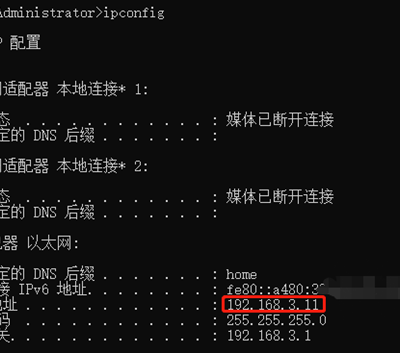 Administrator>ipconfig
P 配置
适配器 本地连接* 1:
态 . . . . . . . . . . . . : 媒体已断开连接
定的 DNS 后缀 . . . . . . . :
适配器 本地连接* 2:
态 . . . . . . . . . . . . : 媒体已断开连接
定的 DNS 后缀 . . . . . . . :
配器 以太网:
定的 DNS 后缀 . . . . . . . : home
接 IPv6 地址. . . . . . . . : fe80::a480:3
地址 . . . . . . . . . . . . : 192.168.3.11
码 . . . . . . . . . . . . : 255.255.255.0
关. . . . . . . . . . . . . : 192.168.3.1